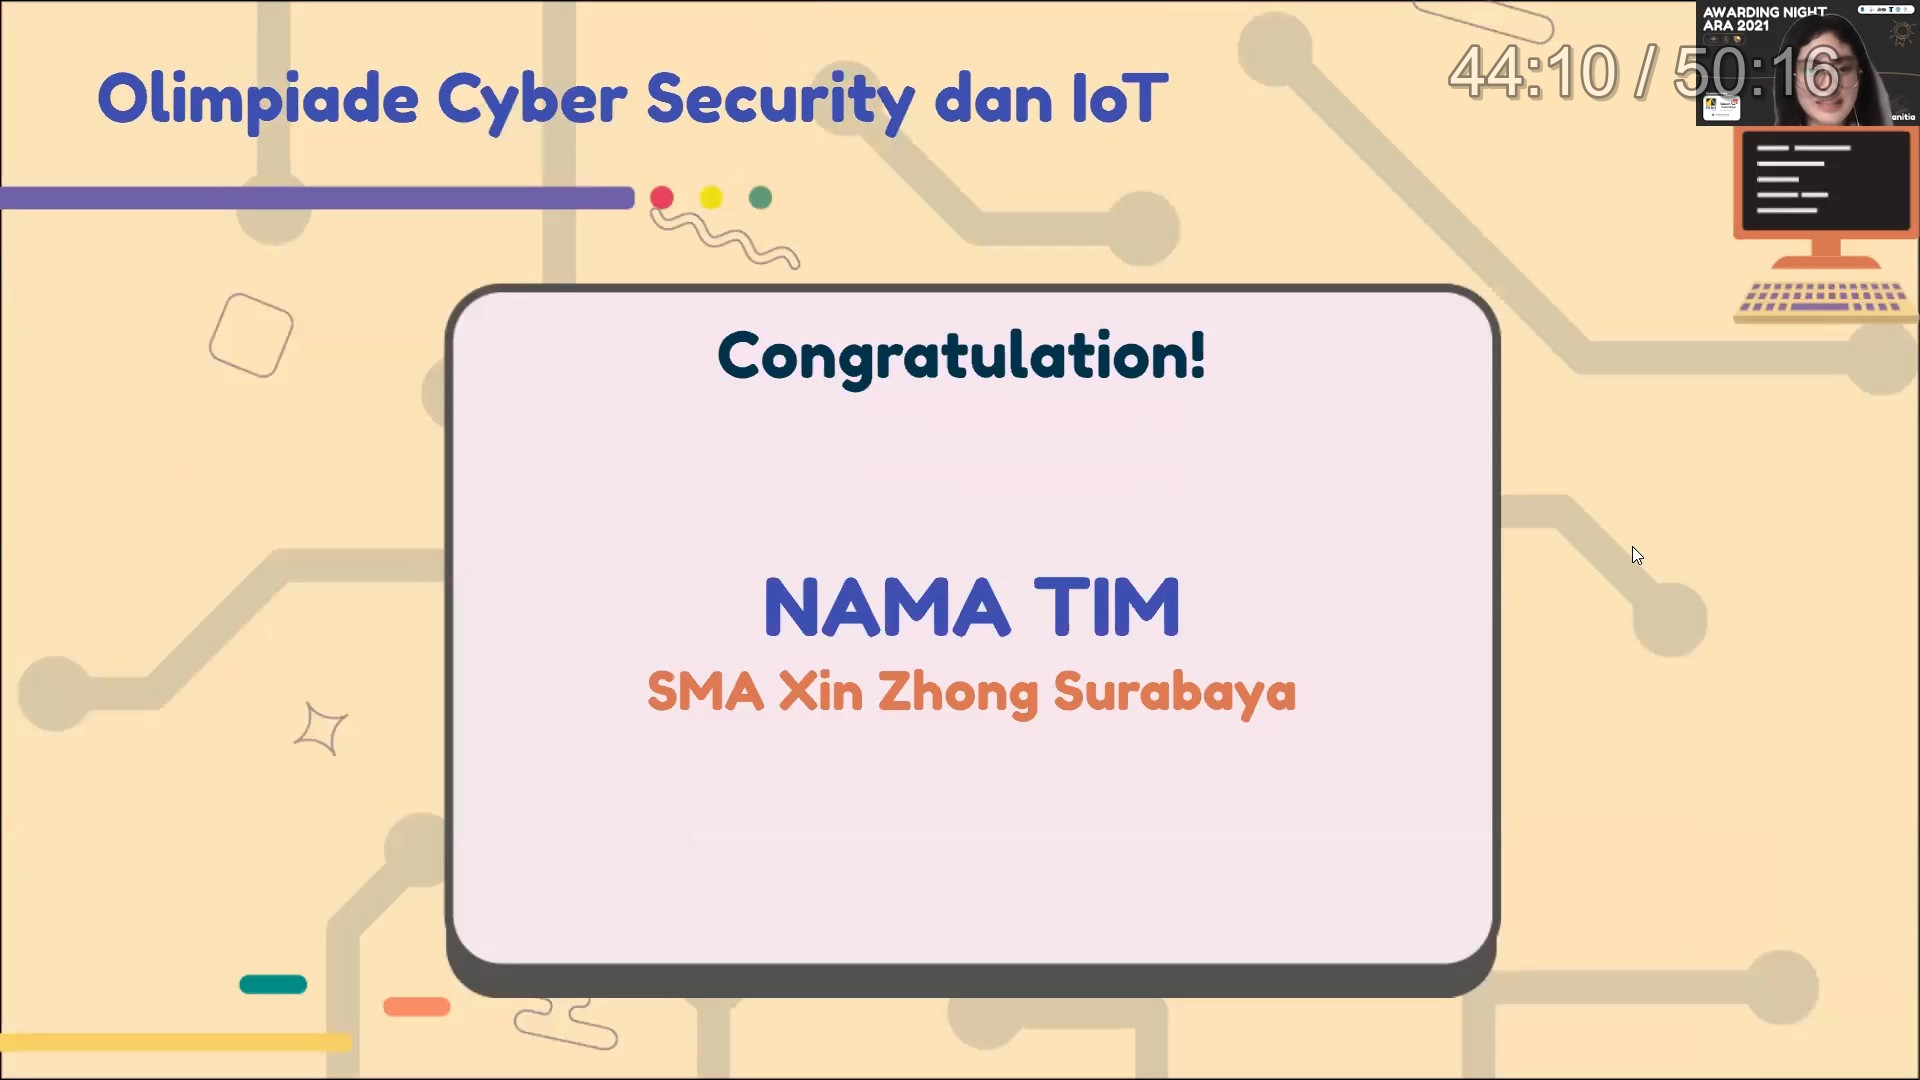 Olimpiade Cyber Security dan IoT
AWARDING NIGHT
ARA 2021
44:10 / 50:16
anitia
Congratulation!
NAMA TIM
SMA Xin Zhong Surabaya